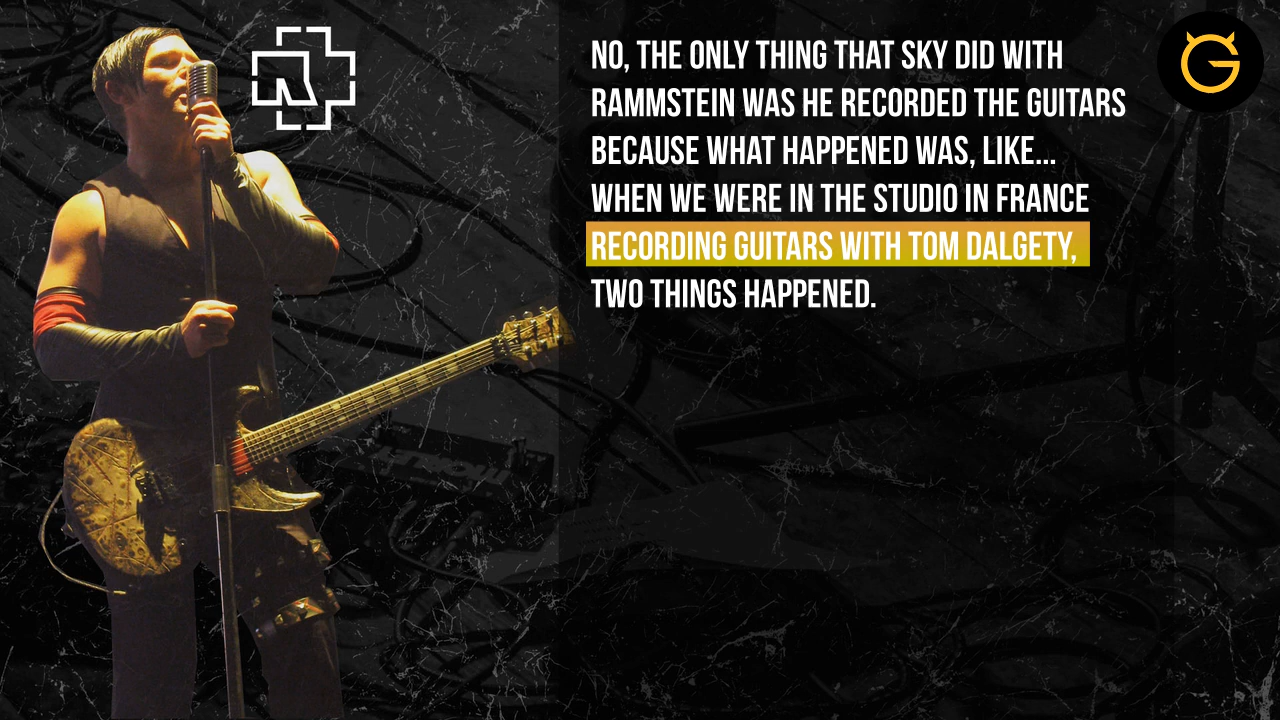 NO, THE ONLY THING THAT SKY DID WITH
RAMMSTEIN WAS HE RECORDED THE GUITARS
BECAUSE WHAT HAPPENED WAS, LIKE...
WHEN WE WERE IN THE STUDIO IN FRANCE
RECORDING GUITARS WITH TOM DALGETY,
TWO THINGS HAPPENED.